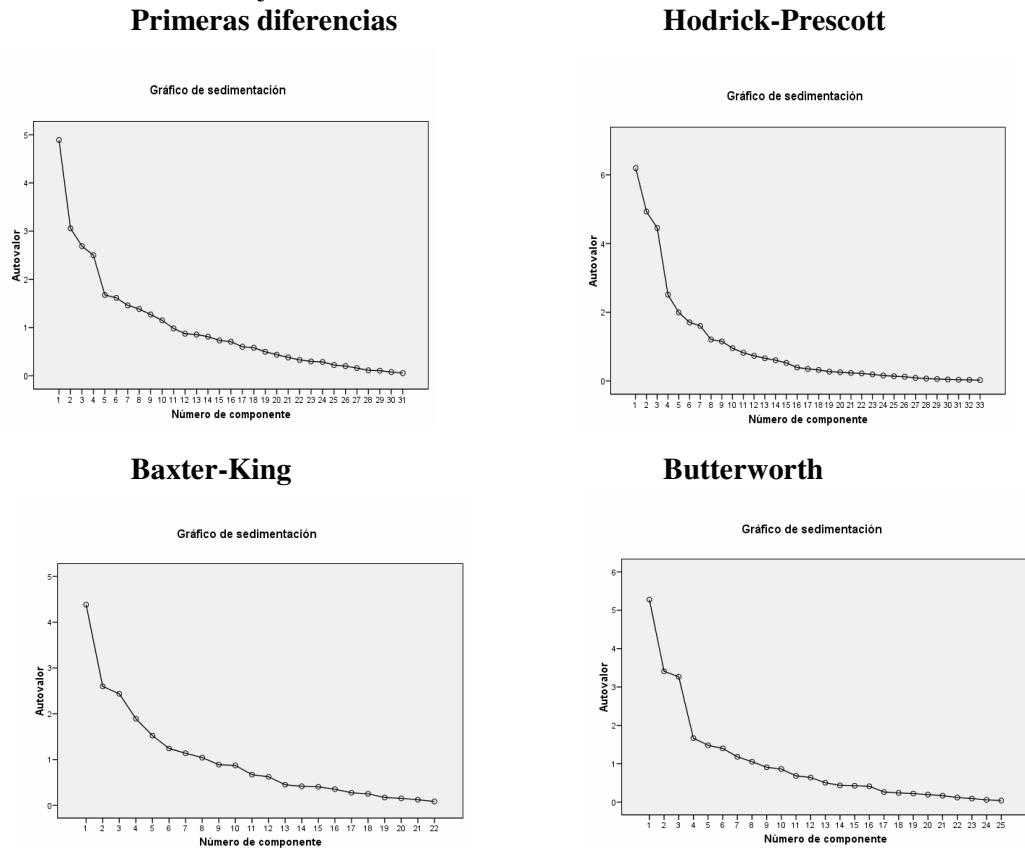 Primeras diferencias
Hodrick-Prescott
Gráfico de sedimentación
Autovalor
5
4
3
2
1
0
1 2 3 4 5 6 7 8 9 10 11 12 13 14 15 16 17 18 19 20 21 22 23 24 25 26 27 28 29 30 31
Número de componente
Gráfico de sedimentación
Autovalor
6
4
2
0
1 2 3 4 5 6 7 8 9 10 11 12 13 14 15 16 17 18 19 20 21 22 23 24 25 26 27 28 29 30 31 32 33
Número de componente
Baxter-King
Butterworth
Gráfico de sedimentación
Autovalor
5
4
3
2
1
0
1 2 3 4 5 6 7 8 9 10 11 12 13 14 15 16 17 18 19 20 21 22
Número de componente
Gráfico de sedimentación
Autovalor
6
5
4
3
2
1
0
1 2 3 4 5 6 7 8 9 10 11 12 13 14 15 16 17 18 19 20 21 22 23 24 25
Número de componente